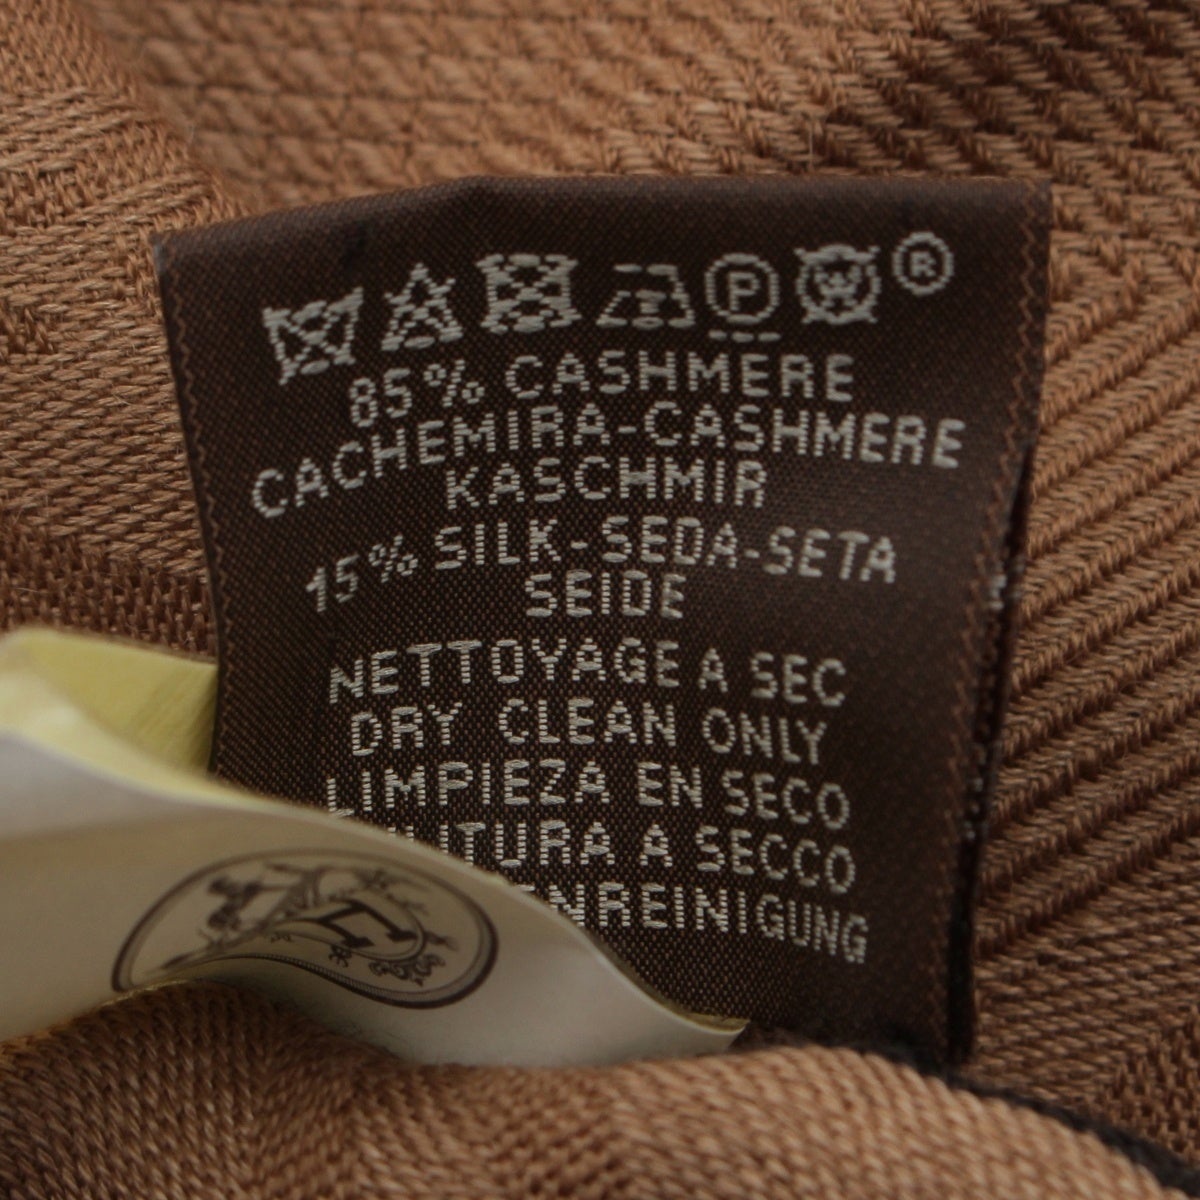 P W ®
85% CASHMERE
CACHEMIRA-CASHMERE
KASCHMIR
15% SILK-SEDA-SETA
SEIDE
NETTOYAGE A SEC
DRY CLEAN ONLY
LIMPIEZA EN SECO
A SECCO